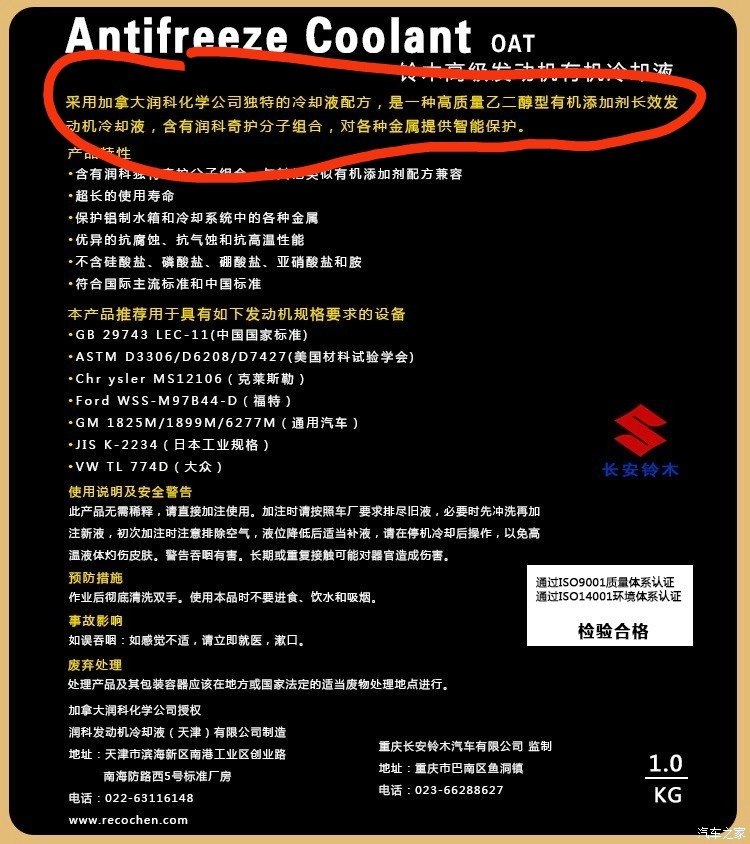 Antifreeze Coolant OAT
铃木高级发动机有机冷却液
采用加拿大润科化学公司独特的冷却液配方，是一种高质量乙二醇型有机添加剂长效发
动机冷却液，含有润科奇护分子组合，对各种金属提供智能保护。
产品特性
·含有润科独特奇护分子组合，与其他类似有机添加剂配方兼容
·超长的使用寿命
·保护铝制水箱和冷却系统中的各种金属
·优异的抗腐蚀、抗气蚀和抗高温性能
·不含硅酸盐、磷酸盐、硼酸盐、亚硝酸盐和胺
·符合国际主流标准和中国标准
本产品推荐用于具有如下发动机规格要求的设备
·GB 29743 LEC-11(中国国家标准)
·ASTM D3306/D6208/D7427(美国材料试验学会)
·Chr ysler MS12106（克莱斯勒）
·Ford WSS-M97B44-D（福特）
·GM 1825M/1899M/6277M（通用汽车）
·JIS K-2234（日本工业规格）
·VW TL 774D（大众）
长安铃木
使用说明及安全警告
此产品无需稀释，请直接加注使用。加注时请按照车厂要求排尽旧液，必要时先冲洗再加
注新液，初次加注时注意排除空气，液位降低后适当补液，请在停机冷却后操作，以免高
温液体灼伤皮肤。警告吞咽有害。长期或重复接触可能对器官造成伤害。
预防措施
作业后彻底清洗双手。使用本品时不要进食、饮水和吸烟。
事故影响
如误吞咽：如感觉不适，请立即就医，漱口。
废弃处理
处理产品及其包装容器应该在地方或国家法定的适当废物处理地点进行。
通过ISO9001质量体系认证
通过ISO14001环境体系认证
检验合格
加拿大润科化学公司授权
润科发动机冷却液（天津）有限公司制造
地址：天津市滨海新区南港工业区创业路
南海防路西5号标准厂房
电话：022-63116148
www.recochen.com
重庆长安铃木汽车有限公司 监制
地址：重庆市巴南区鱼洞镇
电话：023-66288627
1.0
KG
汽车之家